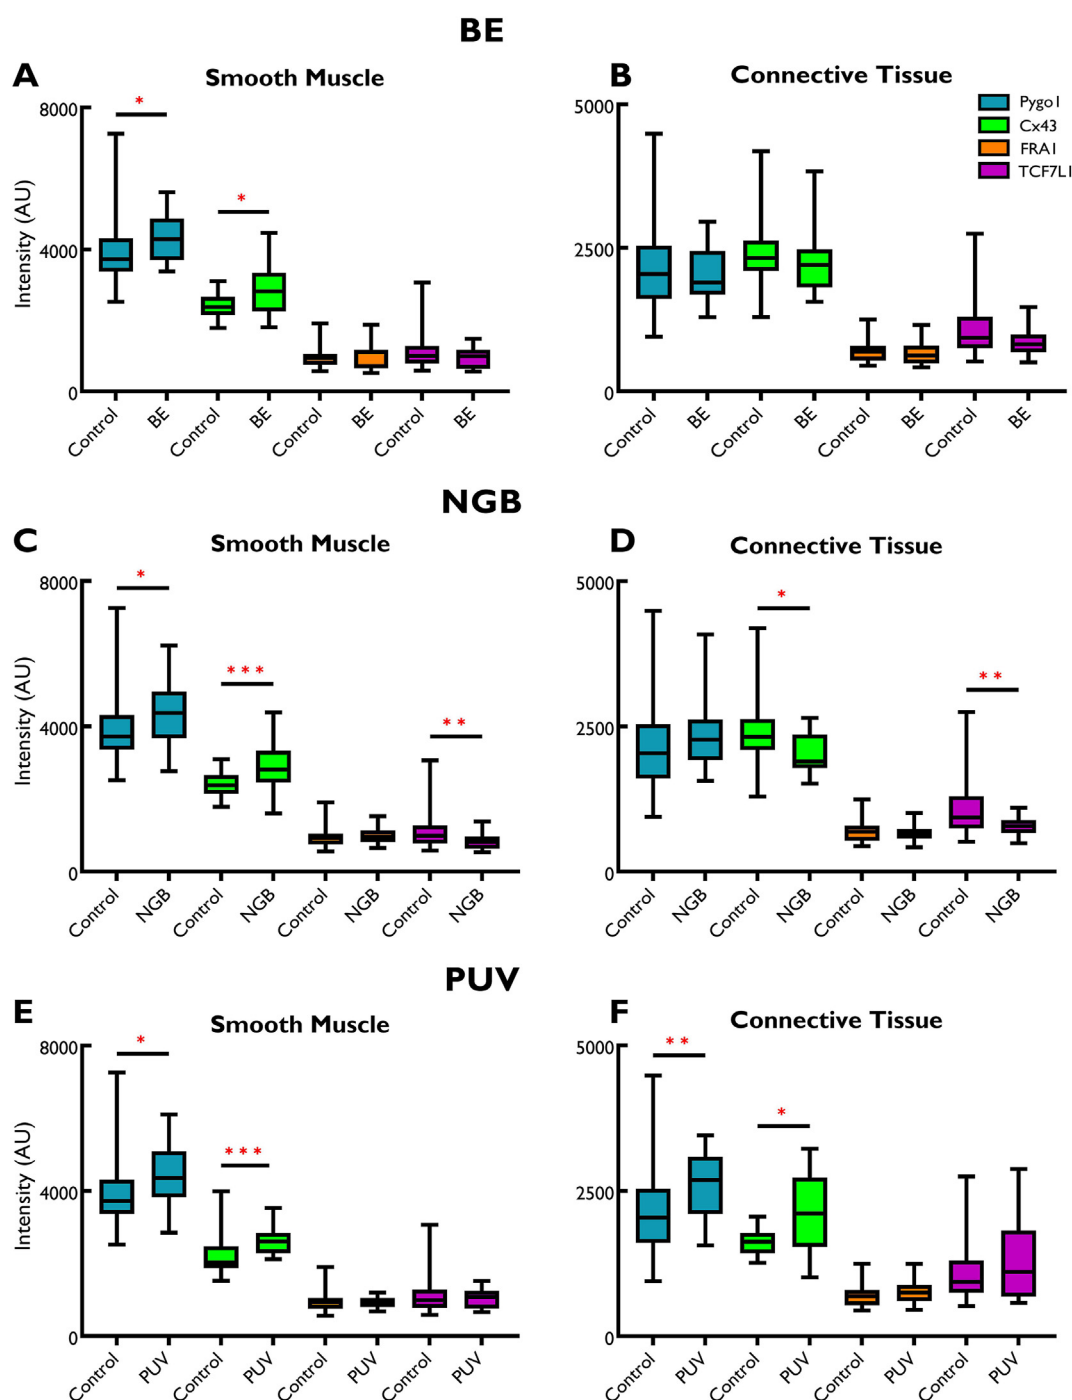 BE
A
Smooth Muscle
B
Connective Tissue
Pygo1
Cx43
FRA1
TCF7L1
Intensity (AU)
8000
4000
0
*
*
Control
BE
Control
BE
Control
BE
Control
BE
5000
2500
0
Control
BE
Control
BE
Control
BE
Control
BE
NGB
C
Smooth Muscle
D
Connective Tissue
Intensity (AU)
8000
4000
0
*
***
**
Control
NGB
Control
NGB
Control
NGB
Control
NGB
5000
2500
0
*
**
Control
NGB
Control
NGB
Control
NGB
Control
NGB
PUV
E
Smooth Muscle
F
Connective Tissue
Intensity (AU)
8000
4000
0
*
***
Control
PUV
Control
PUV
Control
PUV
Control
PUV
5000
2500
0
**
*
Control
PUV
Control
PUV
Control
PUV
Control
PUV